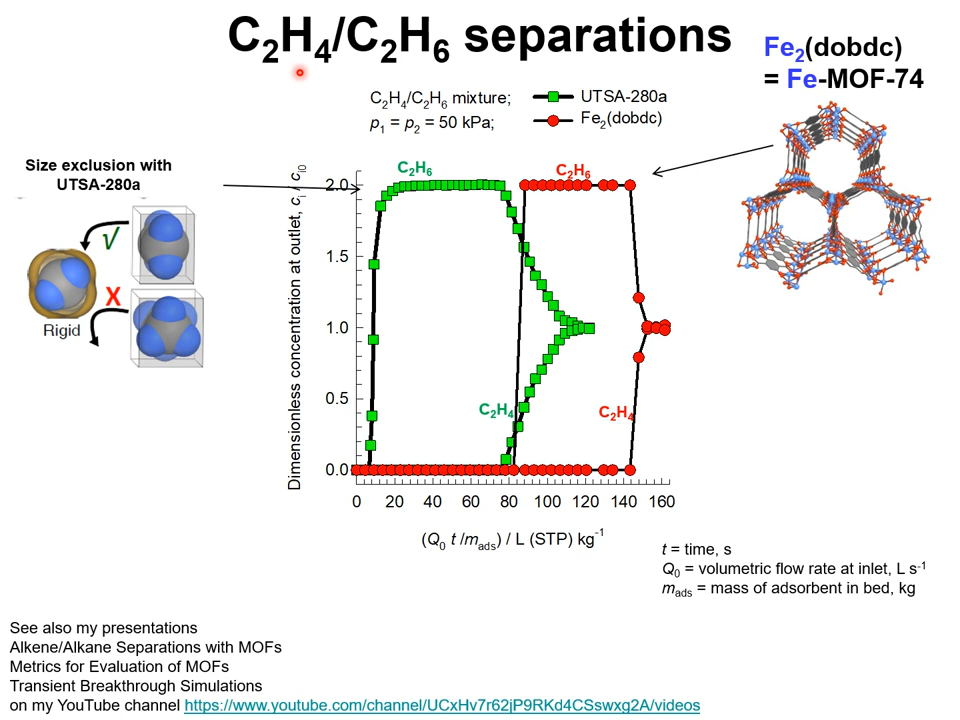 C₂H₄/C₂H₆ separations
Fe₂(dobdc)
= Fe-MOF-74
C₂H₄/C₂H₆ mixture;
p₁ = p₂ = 50 kPa;
UTSA-280a
Fe₂(dobdc)
Size exclusion with
UTSA-280a
√
X
Rigid
Dimensionless concentration at outlet, cᵢ / cᵢ₀
2.0
1.5
1.0
0.5
0.0
C₂H₆
C₂H₆
C₂H₄
C₂H₄
0 20 40 60 80 100 120 140 160
(Q₀ t /m_ads) / L (STP) kg⁻¹
t = time, s
Q₀ = volumetric flow rate at inlet, L s⁻¹
m_ads = mass of adsorbent in bed, kg
See also my presentations
Alkene/Alkane Separations with MOFs
Metrics for Evaluation of MOFs
Transient Breakthrough Simulations
on my YouTube channel https://www.youtube.com/channel/UCxHv7r62jP9RKd4CSswxg2A/videos